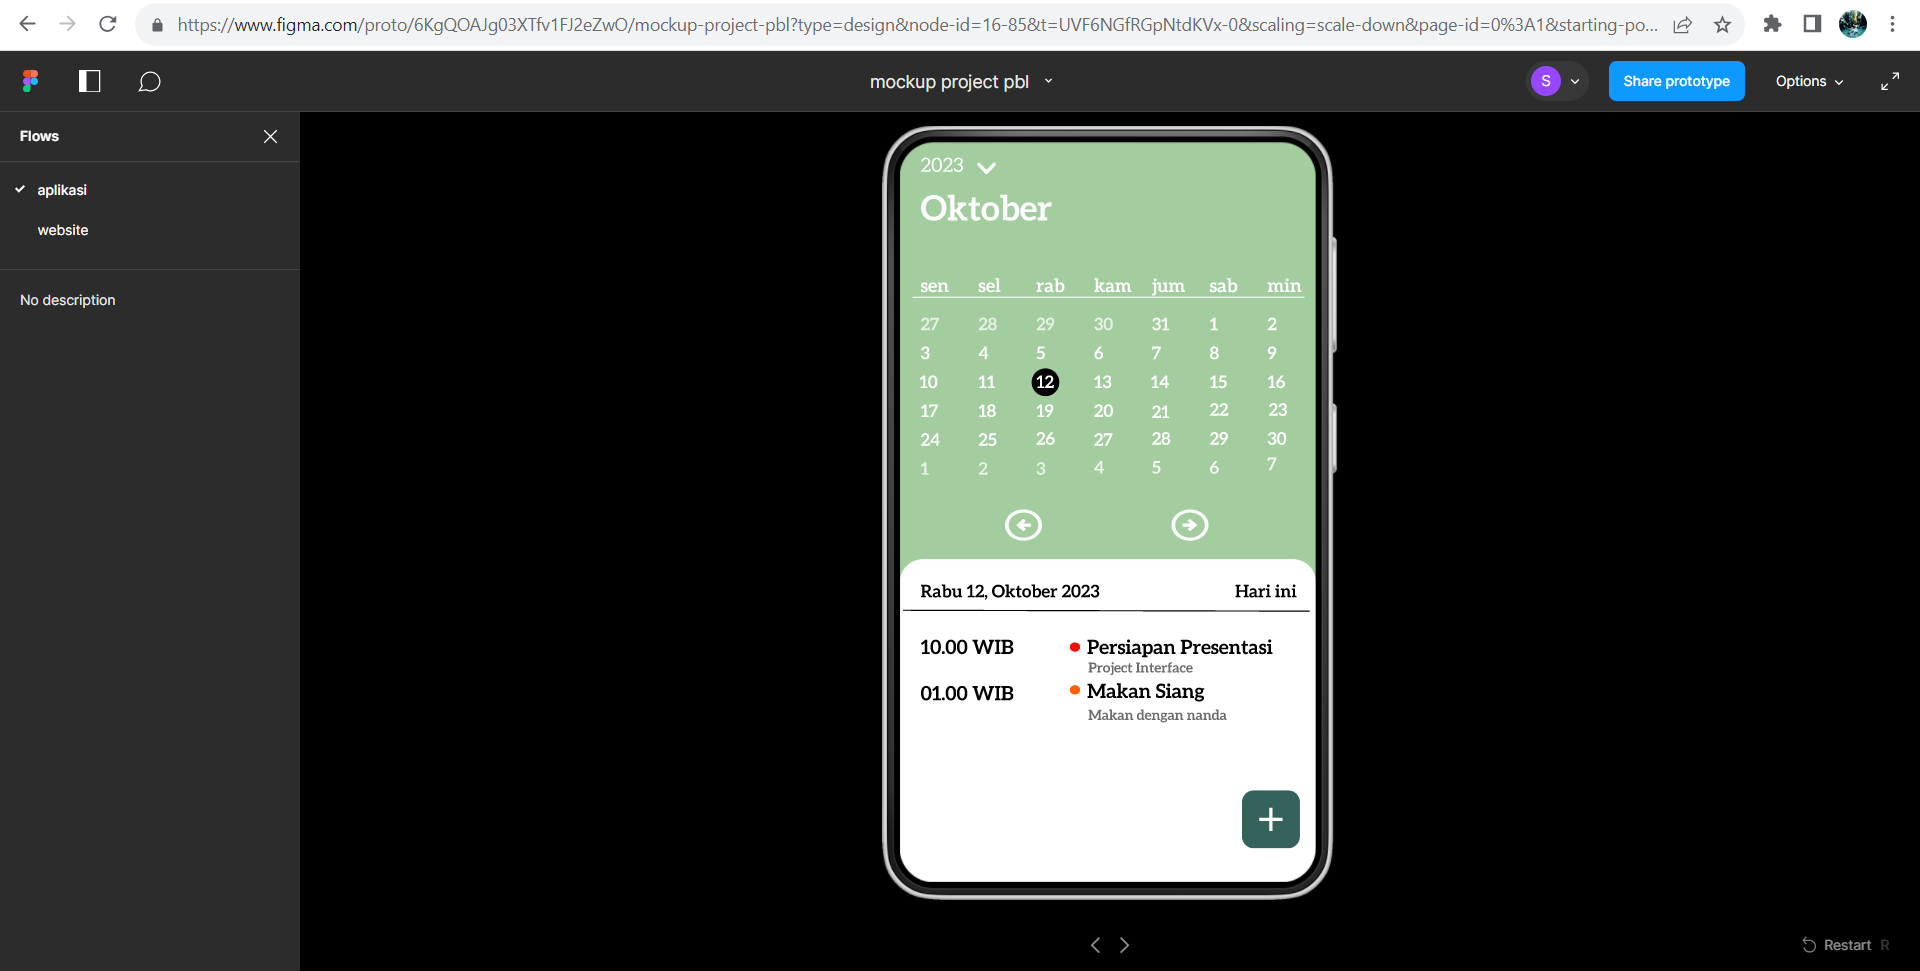 https://www.figma.com/proto/6KgQOAJg03XTfv1FJ2eZwO/mockup-project-pbl?type=design&node-id=16-85&t=UVF6NGfRGpNtdKVx-0&scaling=scale-down&page-id=0%3A1&starting-po...
mockup project pbl
S
Share prototype
Options
Flows
aplikasi
website
No description
2023
Oktober
sen sel rab kam jum sab min
27 28 29 30 31 1 2
3 4 5 6 7 8 9
10 11 12 13 14 15 16
17 18 19 20 21 22 23
24 25 26 27 28 29 30
1 2 3 4 5 6 7
Rabu 12, Oktober 2023 Hari ini
10.00 WIB Persiapan Presentasi
Project Interface
01.00 WIB Makan Siang
Makan dengan nanda
Restart R